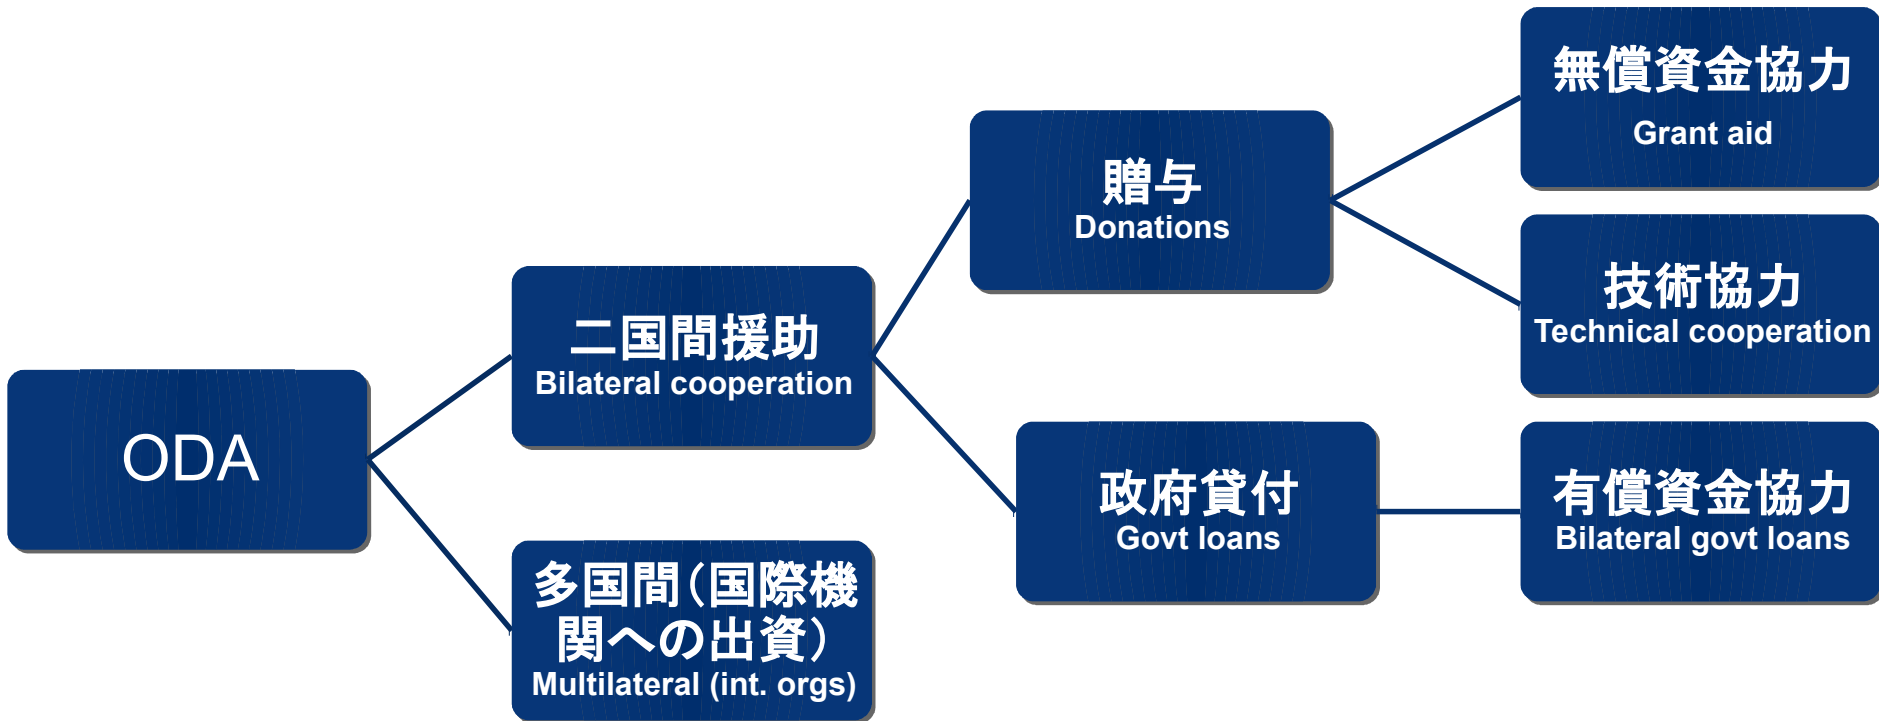 ODA
二国間援助
Bilateral cooperation
多国間(国際機
関への出資)
Multilateral (int. orgs)
贈与
Donations
政府貸付
Govt loans
無償資金協力
Grant aid
技術協力
Technical cooperation
有償資金協力
Bilateral govt loans